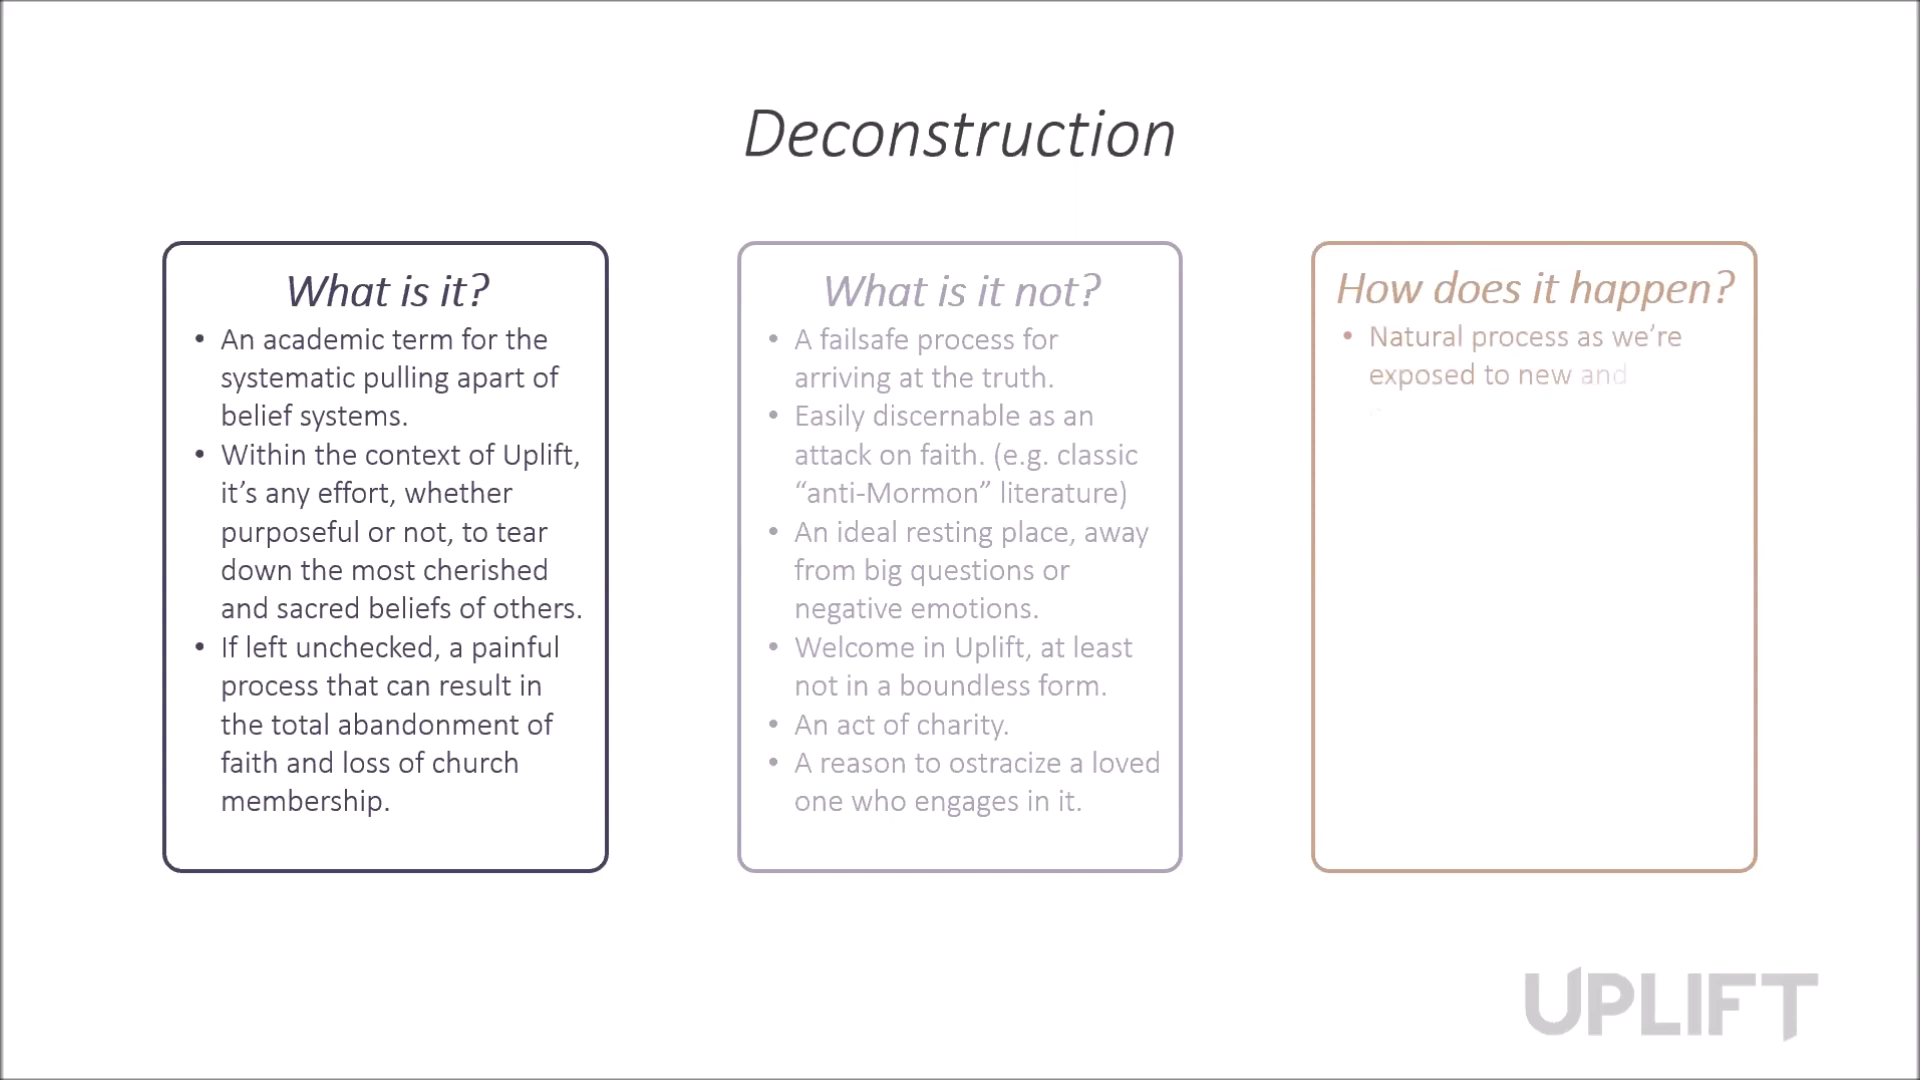 Deconstruction
What is it?
• An academic term for the
systematic pulling apart of
belief systems.
• Within the context of Uplift,
it’s any effort, whether
purposeful or not, to tear
down the most cherished
and sacred beliefs of others.
• If left unchecked, a painful
process that can result in
the total abandonment of
faith and loss of church
membership.
What is it not?
• A failsafe process for
arriving at the truth.
• Easily discernable as an
attack on faith. (e.g. classic
“anti-Mormon” literature)
• An ideal resting place, away
from big questions or
negative emotions.
• Welcome in Uplift, at least
not in a boundless form.
• An act of charity.
• A reason to ostracize a loved
one who engages in it.
How does it happen?
• Natural process as we’re
exposed to new and
UPLIFT